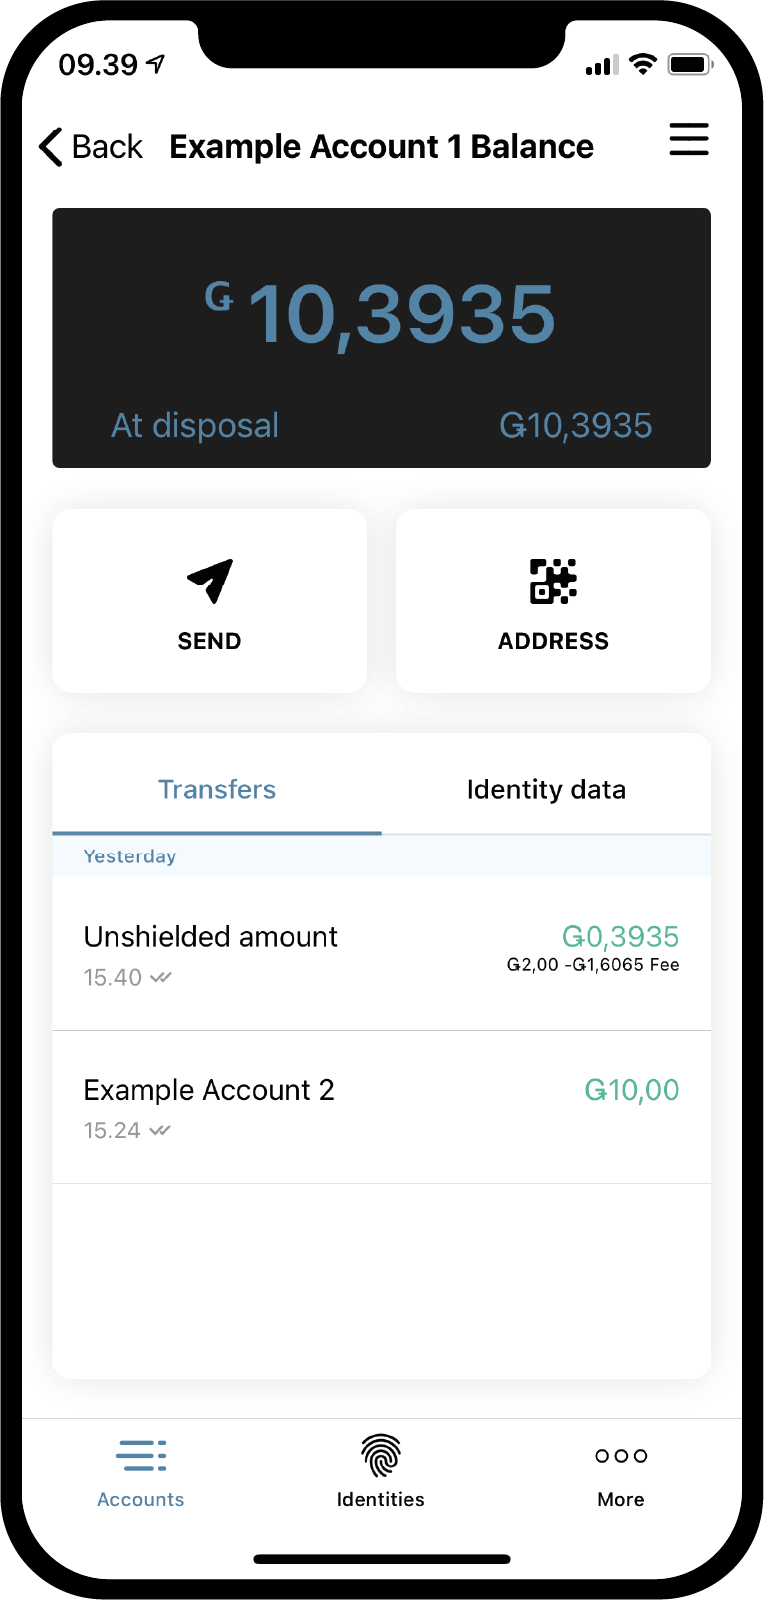 09.39
Back Example Account 1 Balance
Ǥ 10,3935
At disposal Ǥ10,3935
SEND ADDRESS
Transfers Identity data
Yesterday
Unshielded amount Ǥ0,3935
15.40 Ǥ2,00 -Ǥ1,6065 Fee
Example Account 2 Ǥ10,00
15.24
Accounts Identities More